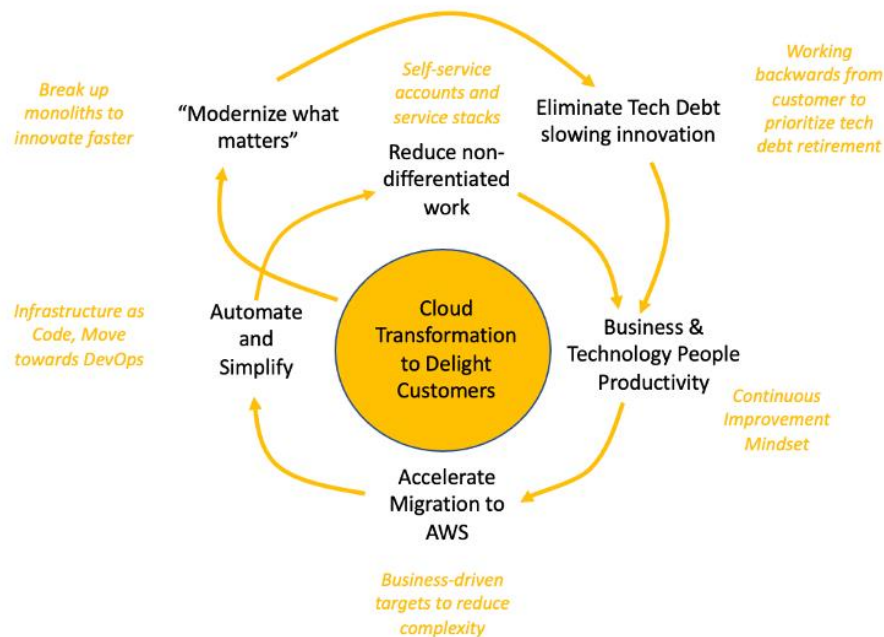 Break up
monoliths to
innovate faster
“Modernize what
matters”
Self-service
accounts and
service stacks
Reduce non-
differentiated
work
Eliminate Tech Debt
slowing innovation
Working
backwards from
customer to
prioritize tech
debt retirement
Infrastructure as
Code, Move
towards DevOps
Automate
and
Simplify
Cloud
Transformation
to Delight
Customers
Business &
Technology People
Productivity
Continuous
Improvement
Mindset
Accelerate
Migration to
AWS
Business-driven
targets to reduce
complexity